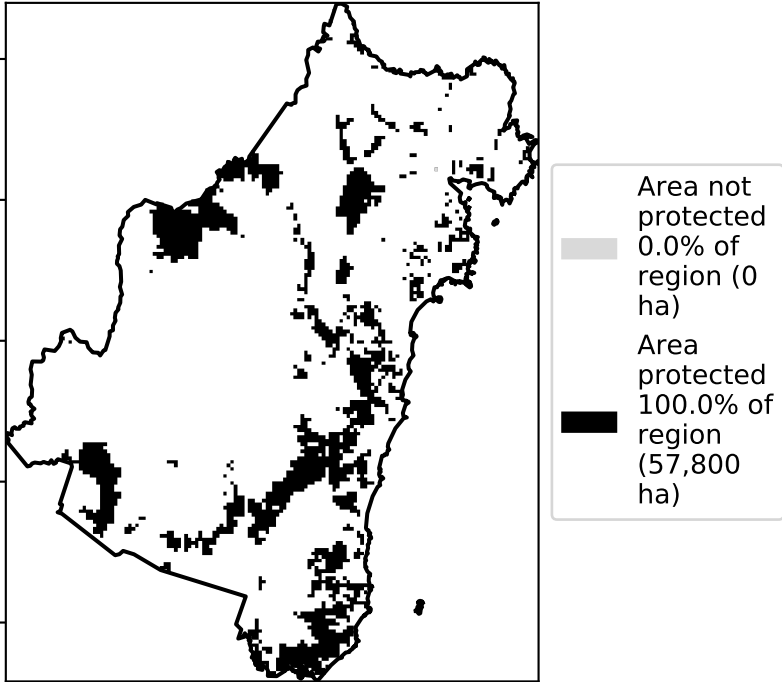 Area not
protected
0.0% of
region (0
ha)
Area
protected
100.0% of
region
(57,800
ha)